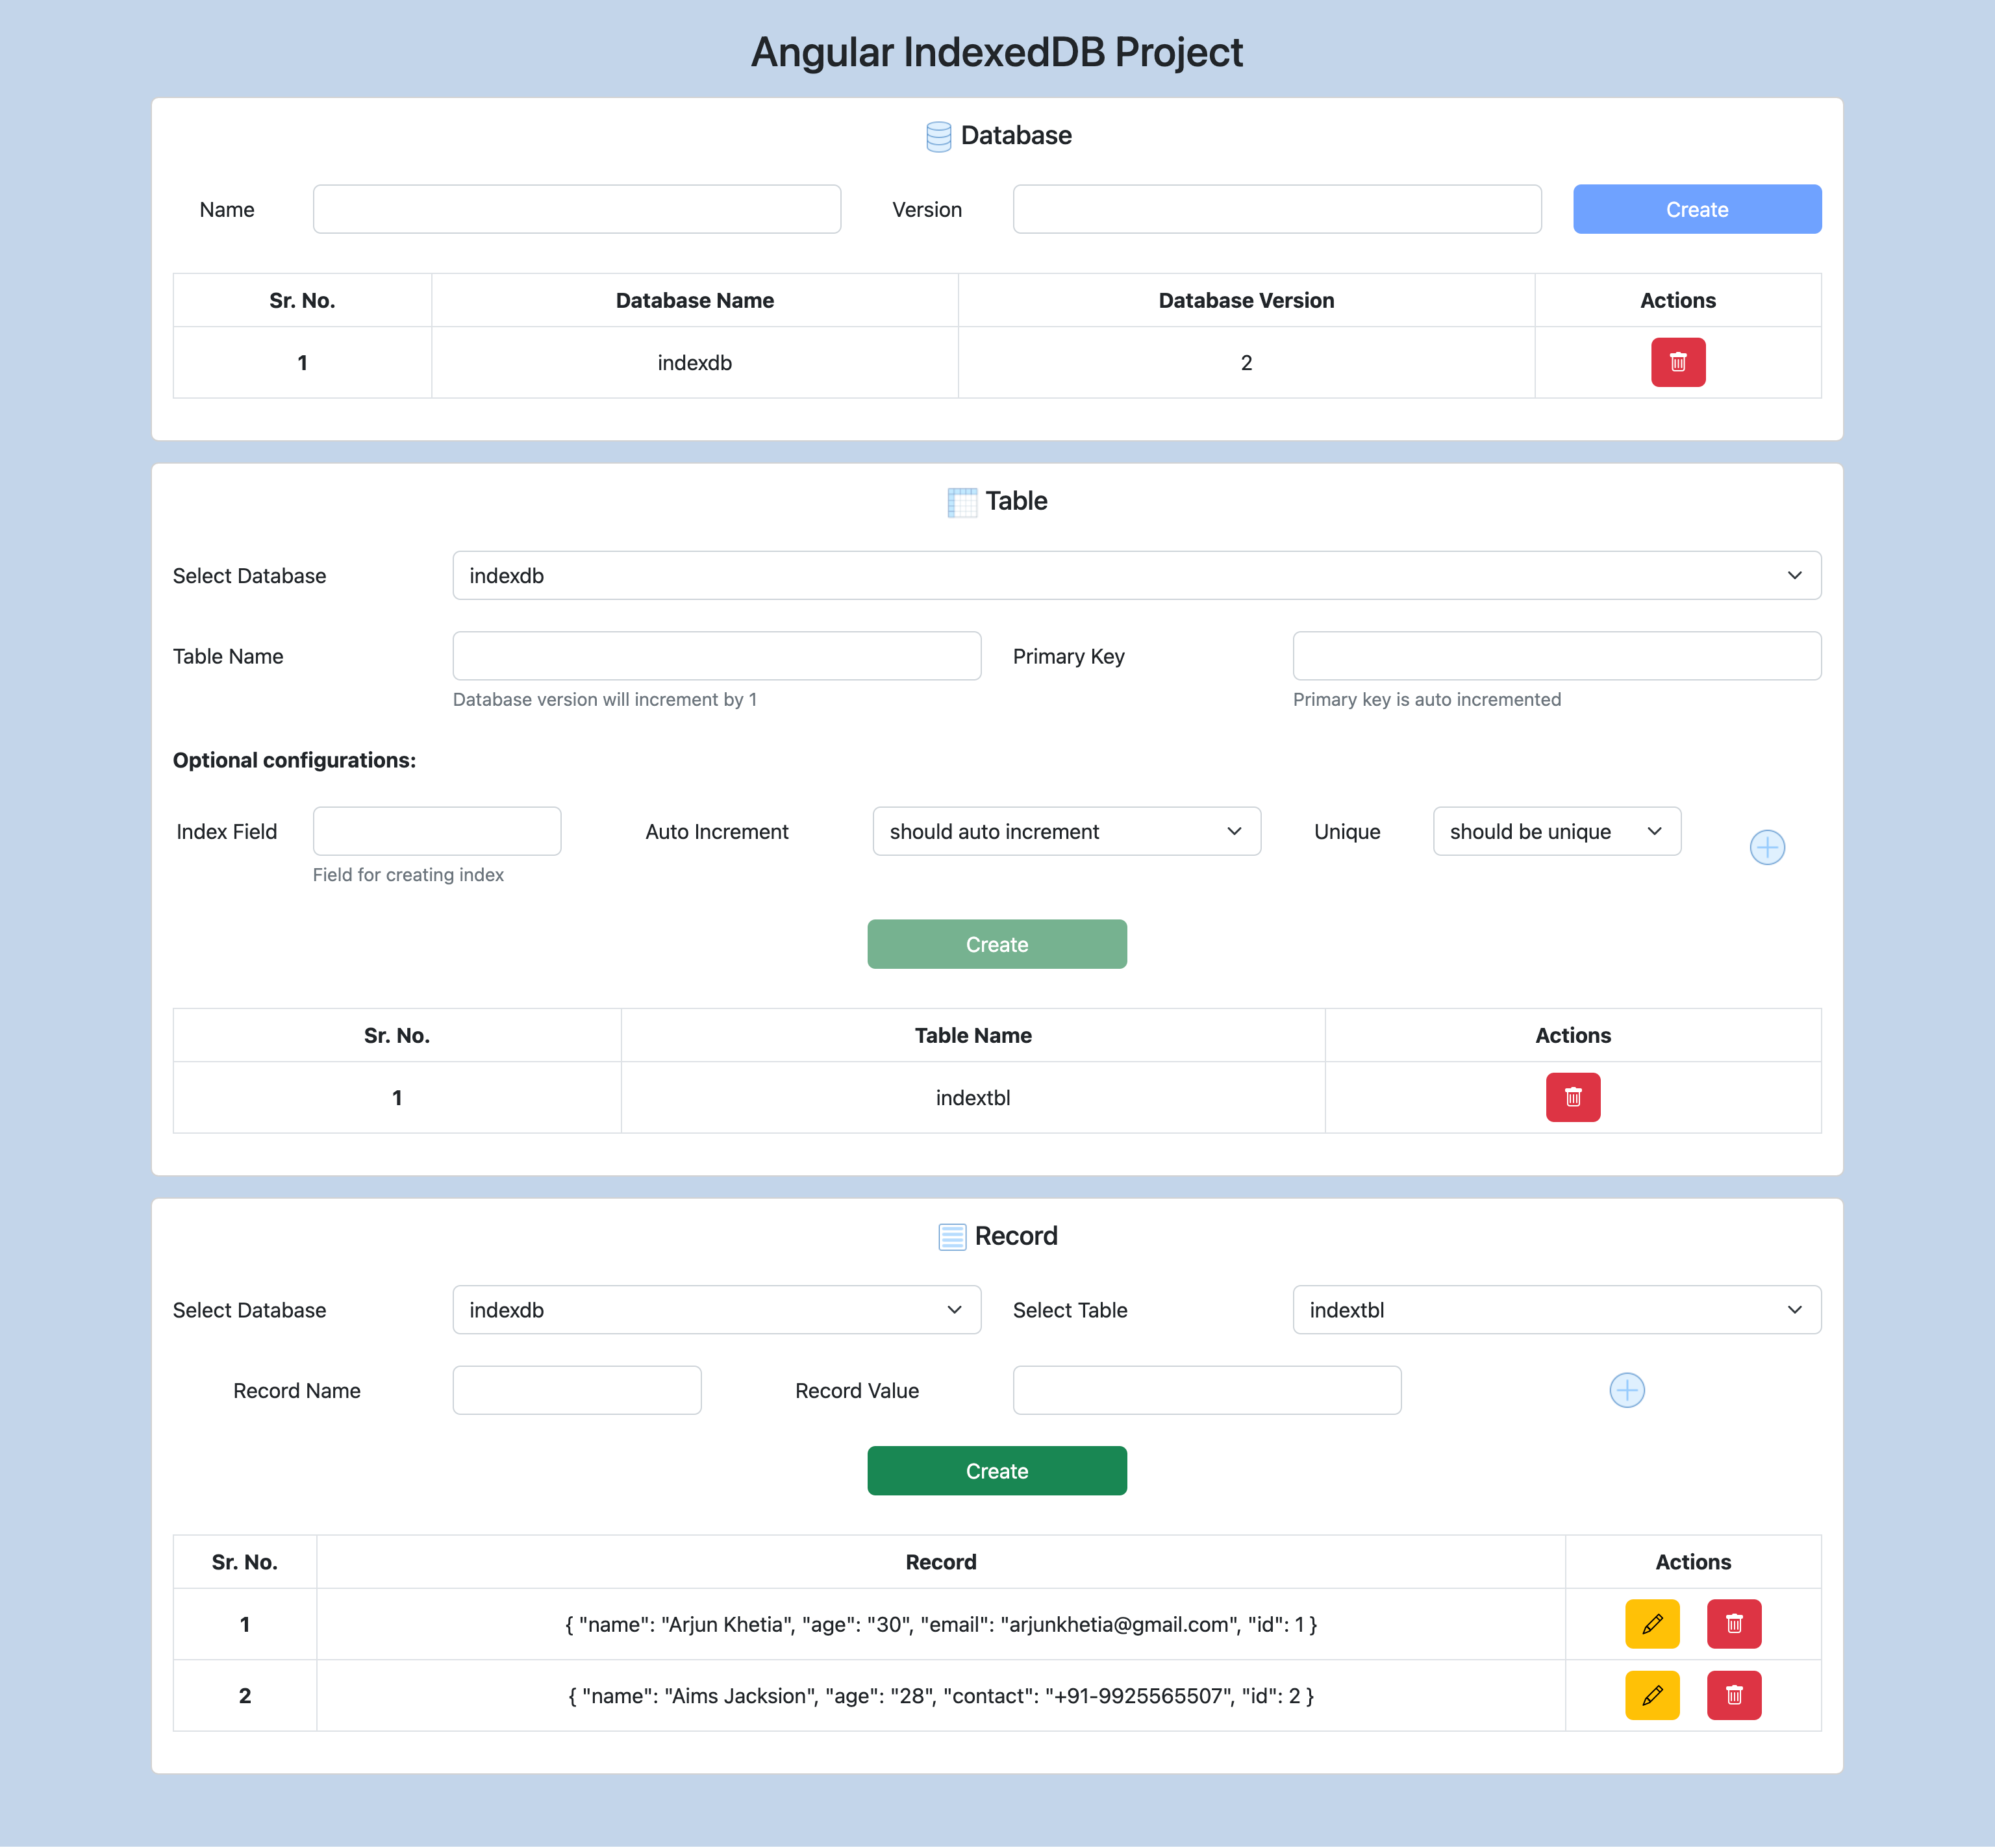 Angular IndexedDB Project
Database
Name Version Create
Sr. No. Database Name Database Version Actions
1 indexdb 2
Table
Select Database indexdb
Table Name Primary Key
Database version will increment by 1 Primary key is auto incremented
Optional configurations:
Index Field Auto Increment should auto increment Unique should be unique
Field for creating index
Create
Sr. No. Table Name Actions
1 indextbl
Record
Select Database indexdb Select Table indextbl
Record Name Record Value
Create
Sr. No. Record Actions
1 { "name": "Arjun Khetia", "age": "30", "email": "arjunkhetia@gmail.com", "id": 1 }
2 { "name": "Aims Jacksion", "age": "28", "contact": "+91-9925565507", "id": 2 }